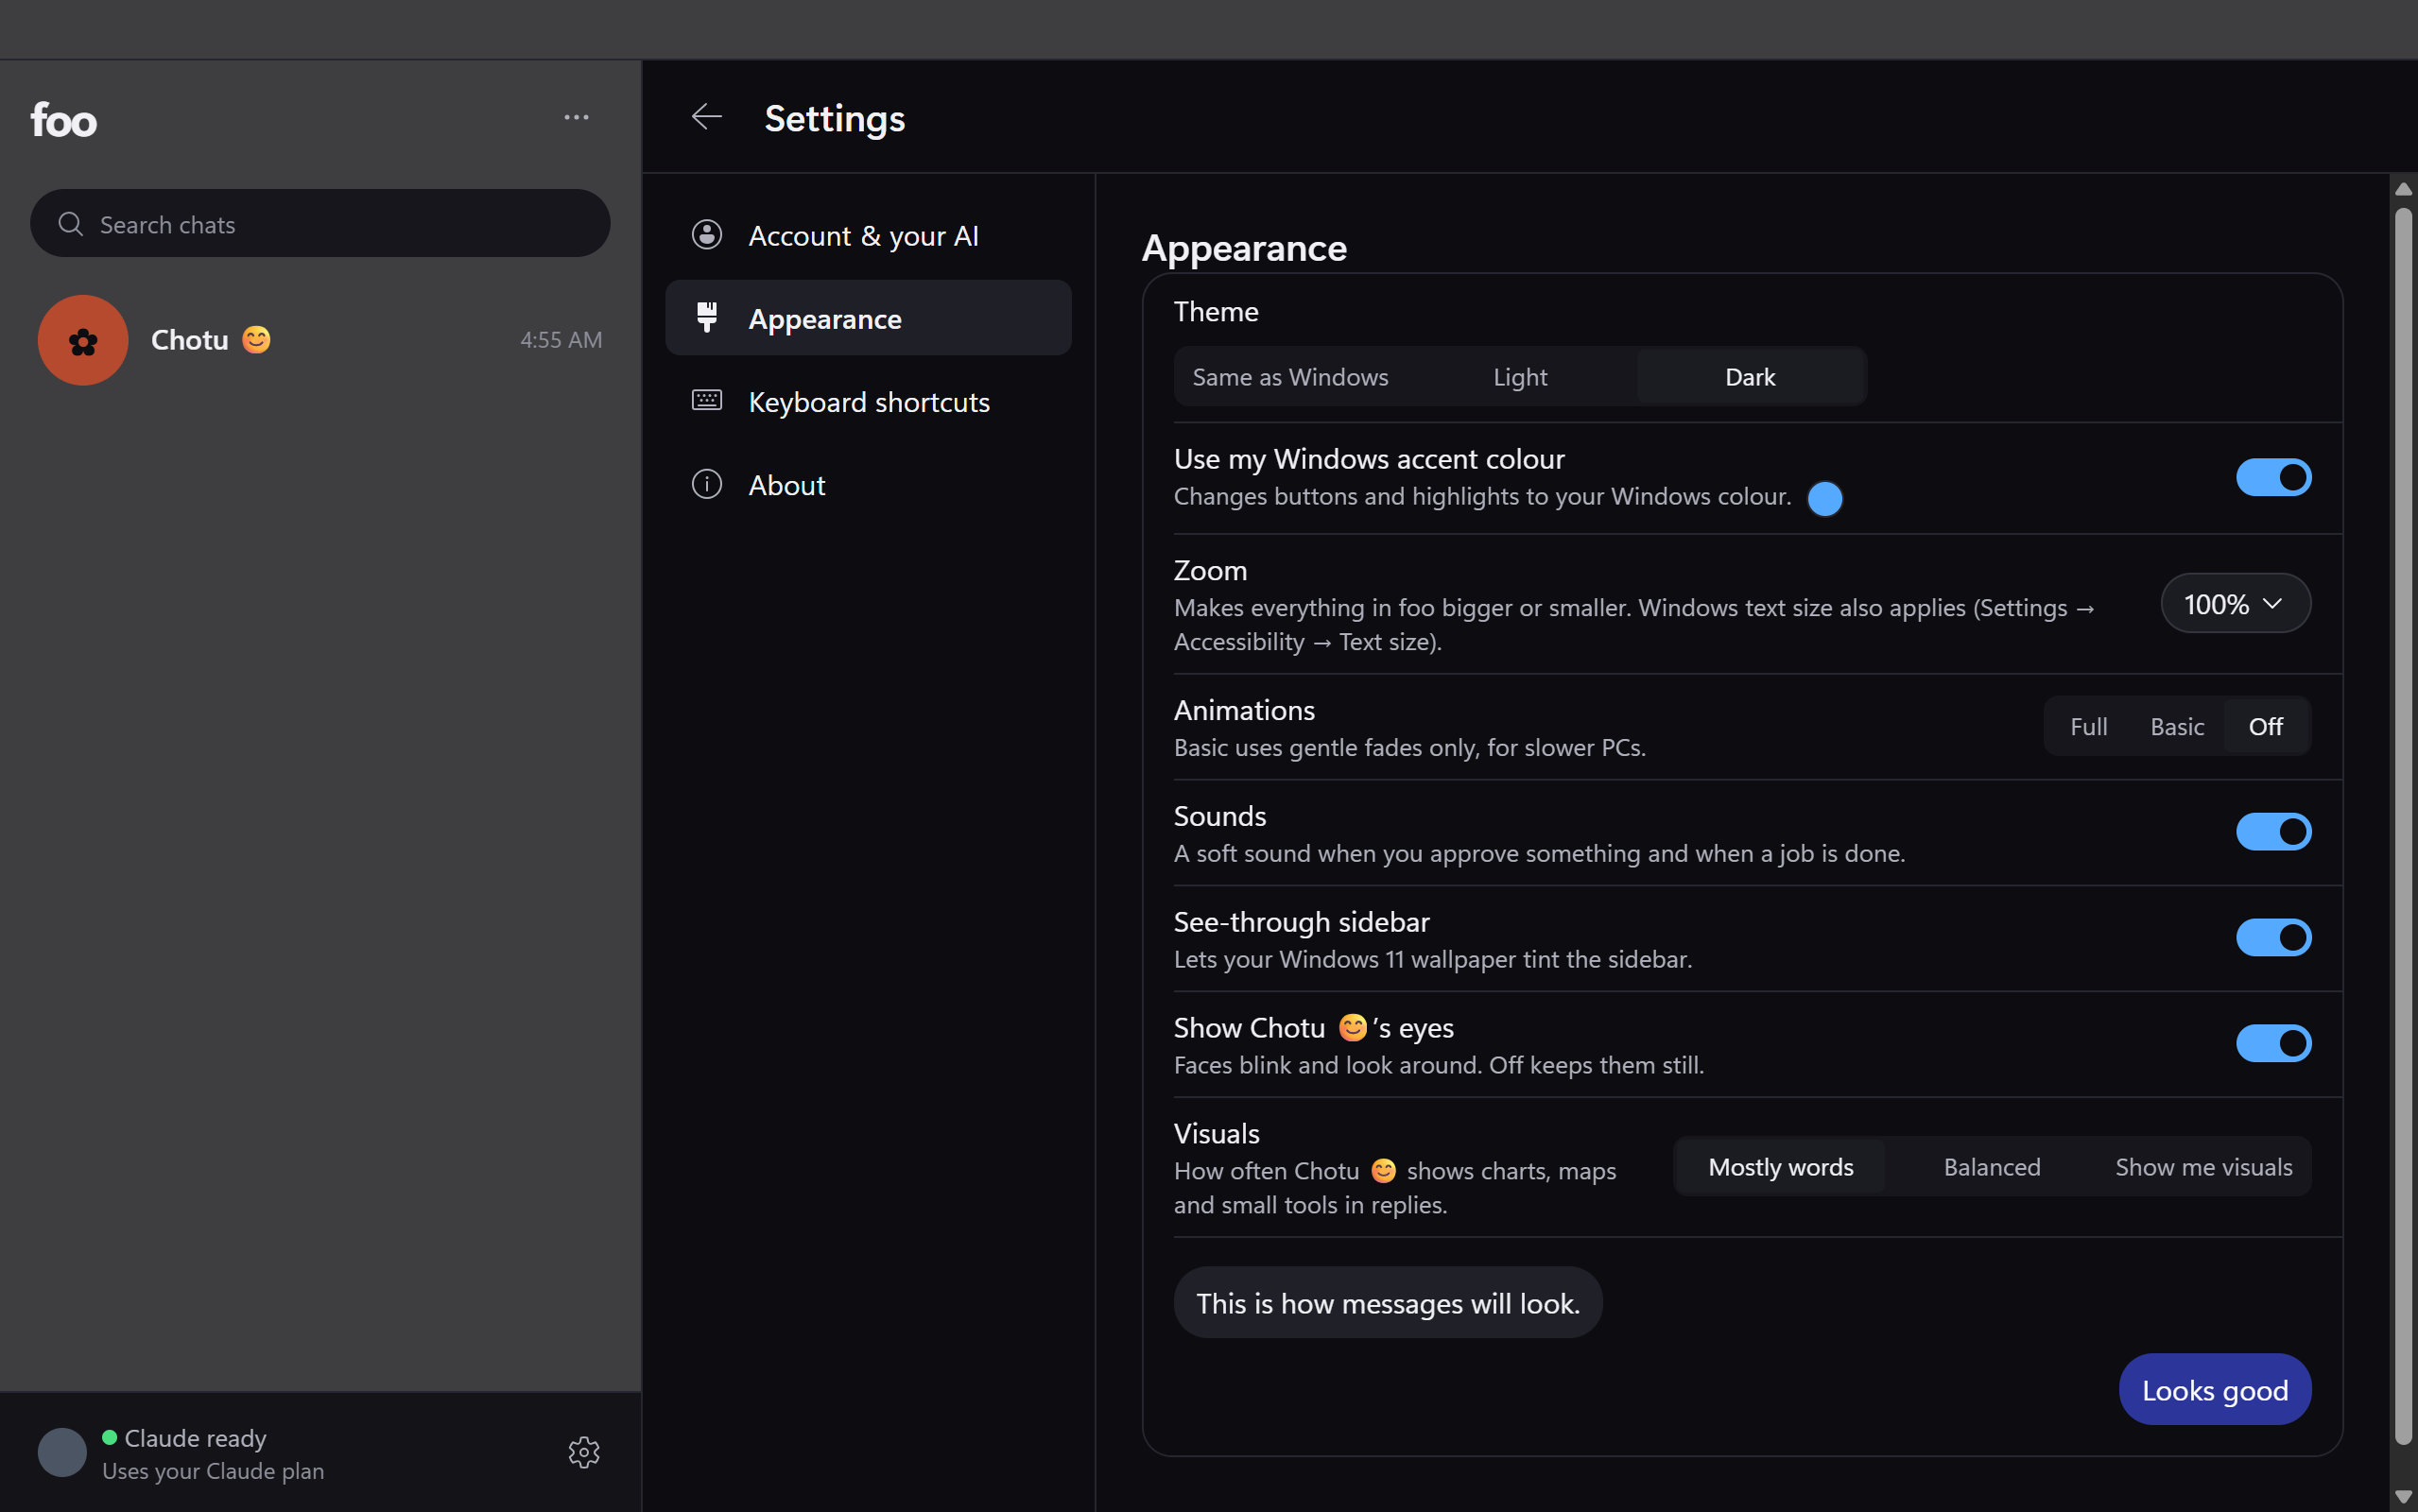 foo
Search chats
Chotu 😊
4:55 AM
Claude ready
Uses your Claude plan
Settings
Account & your AI
Appearance
Keyboard shortcuts
About
Appearance
Theme
Same as Windows
Light
Dark
Use my Windows accent colour
Changes buttons and highlights to your Windows colour.
Zoom
Makes everything in foo bigger or smaller. Windows text size also applies (Settings →
Accessibility → Text size).
100%
Animations
Basic uses gentle fades only, for slower PCs.
Full
Basic
Off
Sounds
A soft sound when you approve something and when a job is done.
See-through sidebar
Lets your Windows 11 wallpaper tint the sidebar.
Show Chotu 😊’s eyes
Faces blink and look around. Off keeps them still.
Visuals
How often Chotu 😊 shows charts, maps
and small tools in replies.
Mostly words
Balanced
Show me visuals
This is how messages will look.
Looks good